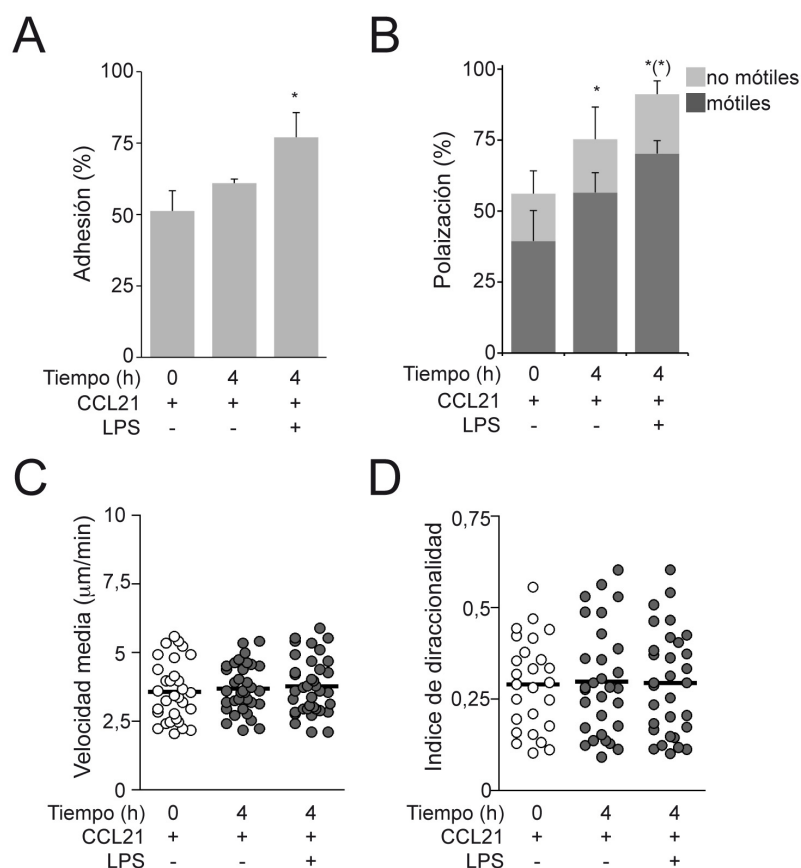 A
Adhesión (%)
100
75
50
25
0
*
Tiempo (h) 0 4 4
CCL21 + + +
LPS - - +
B
Polaización (%)
100
75
50
25
0
*
*(*)
no mótiles
mótiles
Tiempo (h) 0 4 4
CCL21 + + +
LPS - - +
C
Velocidad media (μm/min)
10
7,5
5
2,5
0
Tiempo (h) 0 4 4
CCL21 + + +
LPS - - +
D
Indice de diraccionalidad
0,75
0,5
0,25
0
Tiempo (h) 0 4 4
CCL21 + + +
LPS - - +